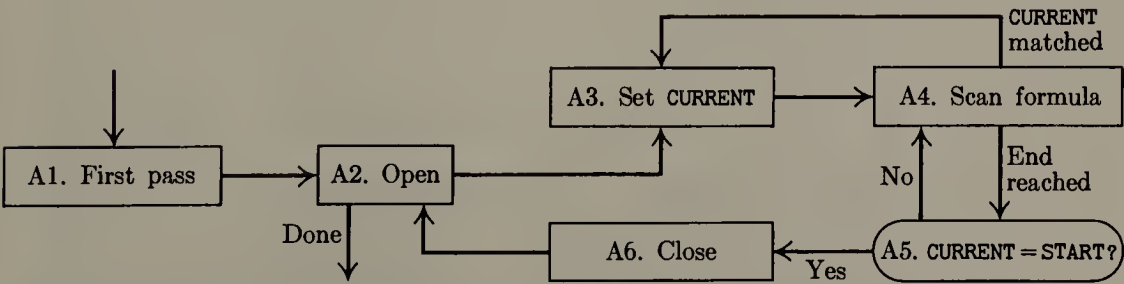 CURRENT
matched
A3. Set CURRENT
A4. Scan formula
A1. First pass
A2. Open
No
End
reached
Done
A6. Close
Yes
A5. CURRENT = START?